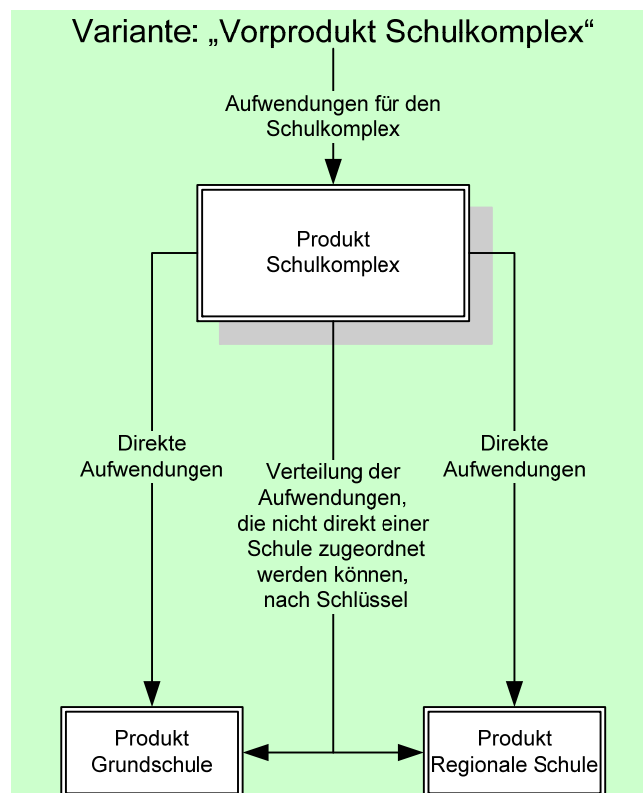 Variante: „Vorprodukt Schulkomplex“
Aufwendungen für den
Schulkomplex
Produkt
Schulkomplex
Direkte
Aufwendungen
Verteilung der
Aufwendungen,
die nicht direkt einer
Schule zugeordnet
werden können,
nach Schlüssel
Direkte
Aufwendungen
Produkt
Grundschule
Produkt
Regionale Schule